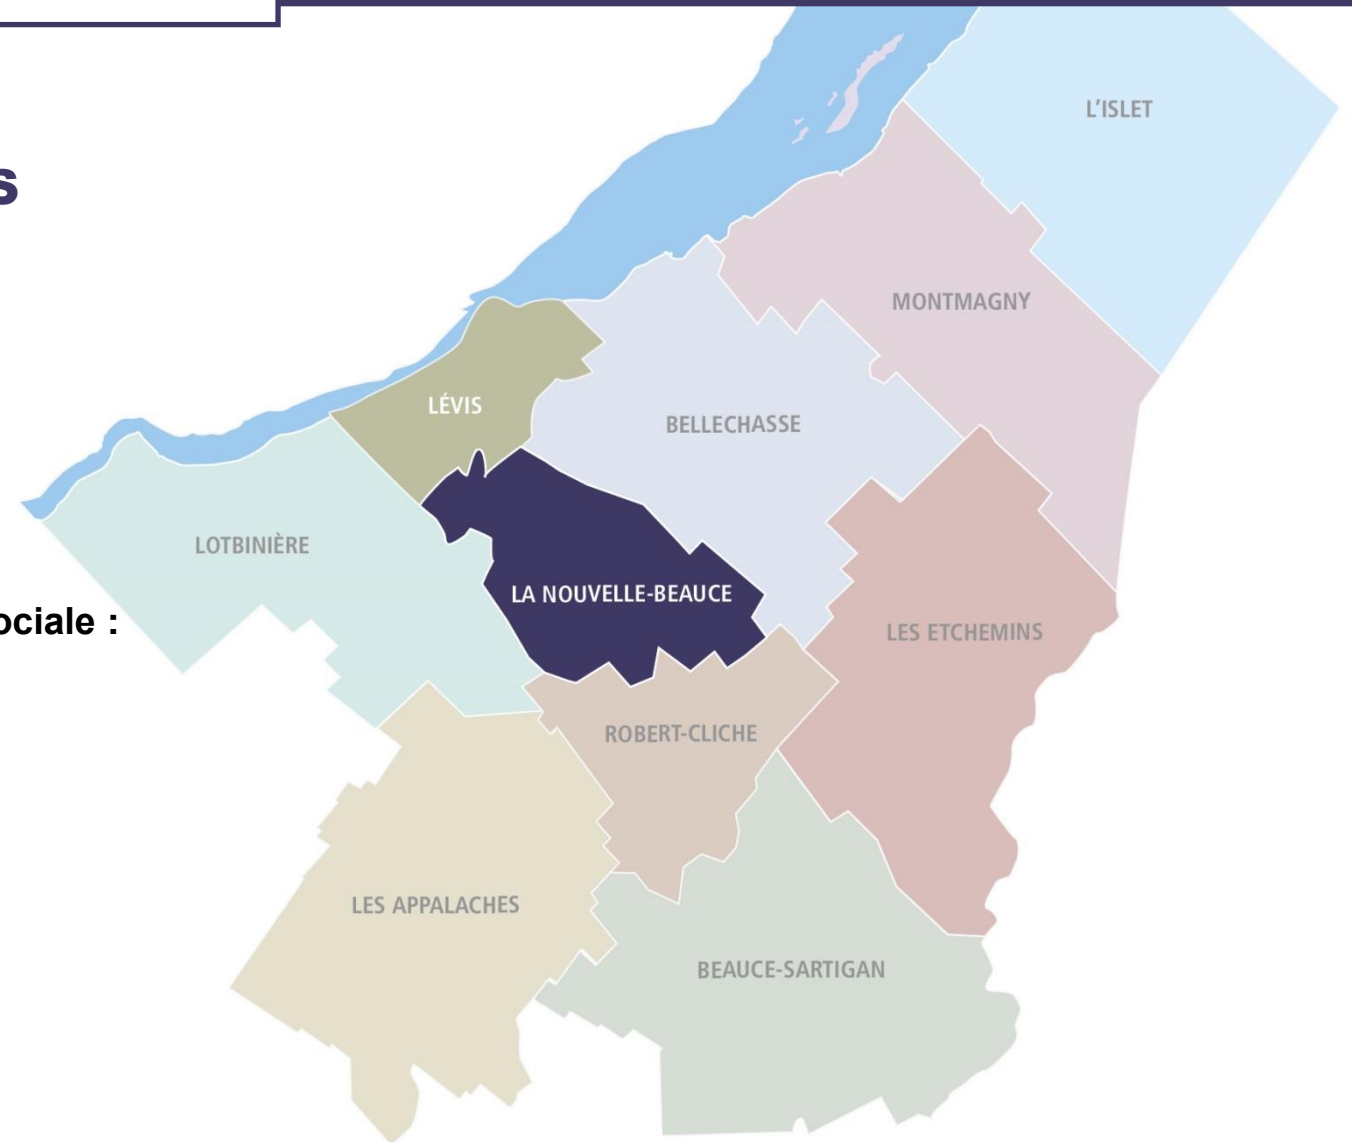 L'ISLET
s
MONTMAGNY
LÉVIS
BELLECHASSE
LOTBINIÈRE
LA NOUVELLE-BEAUCE
ociale :
LES ETCHEMINS
ROBERT-CLICHE
LES APPALACHES
BEAUCE-SARTIGAN